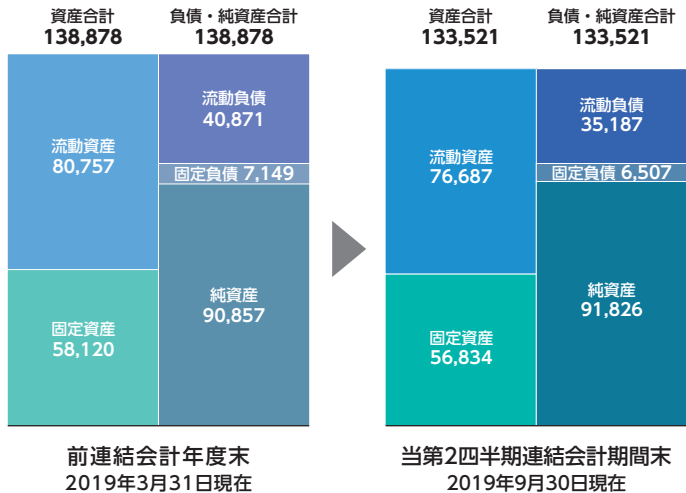 資産合計
138,878
負債・純資産合計
138,878
流動資産
80,757
固定資産
58,120
流動負債
40,871
固定負債 7,149
純資産
90,857
前連結会計年度末
2019年3月31日現在
資産合計
133,521
負債・純資産合計
133,521
流動資産
76,687
固定資産
56,834
流動負債
35,187
固定負債 6,507
純資産
91,826
当第2四半期連結会計期間末
2019年9月30日現在